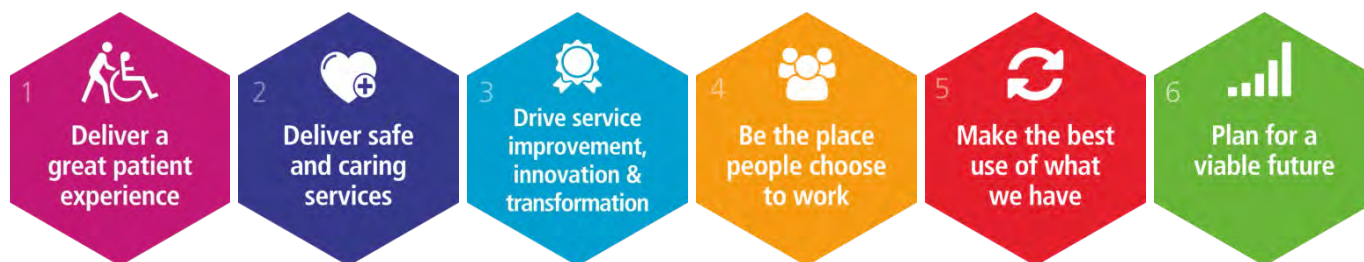 1
Deliver a
great patient
experience
2
Deliver safe
and caring
services
3
Drive service
improvement,
innovation &
transformation
4
Be the place
people choose
to work
5
Make the best
use of what
we have
6
Plan for a
viable future